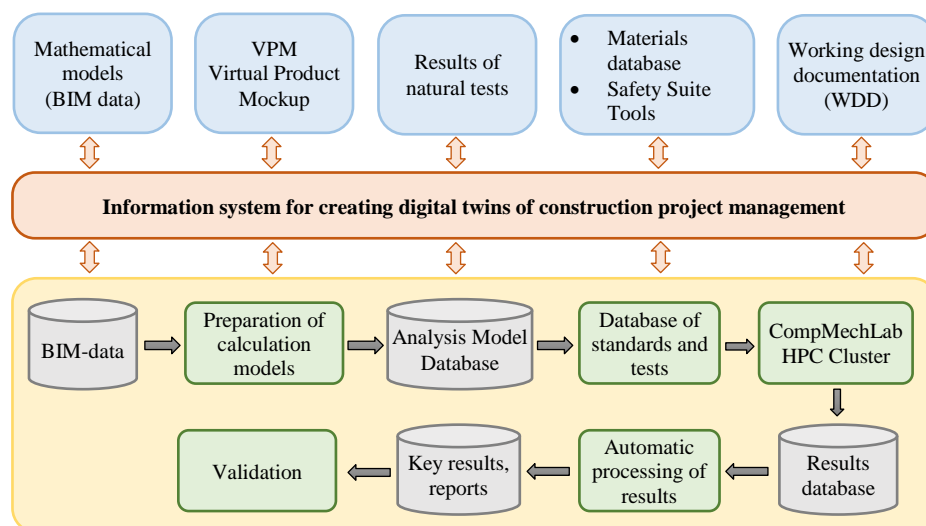 Mathematical
models
(BIM data)
VPM
Virtual Product
Mockup
Results of
natural tests
• Materials
database
• Safety Suite
Tools
Working design
documentation
(WDD)
Information system for creating digital twins of construction project management
BIM-data
Preparation of
calculation
models
Analysis Model
Database
Database of
standards and
tests
CompMechLab
HPC Cluster
Validation
Key results,
reports
Automatic
processing of
results
Results
database